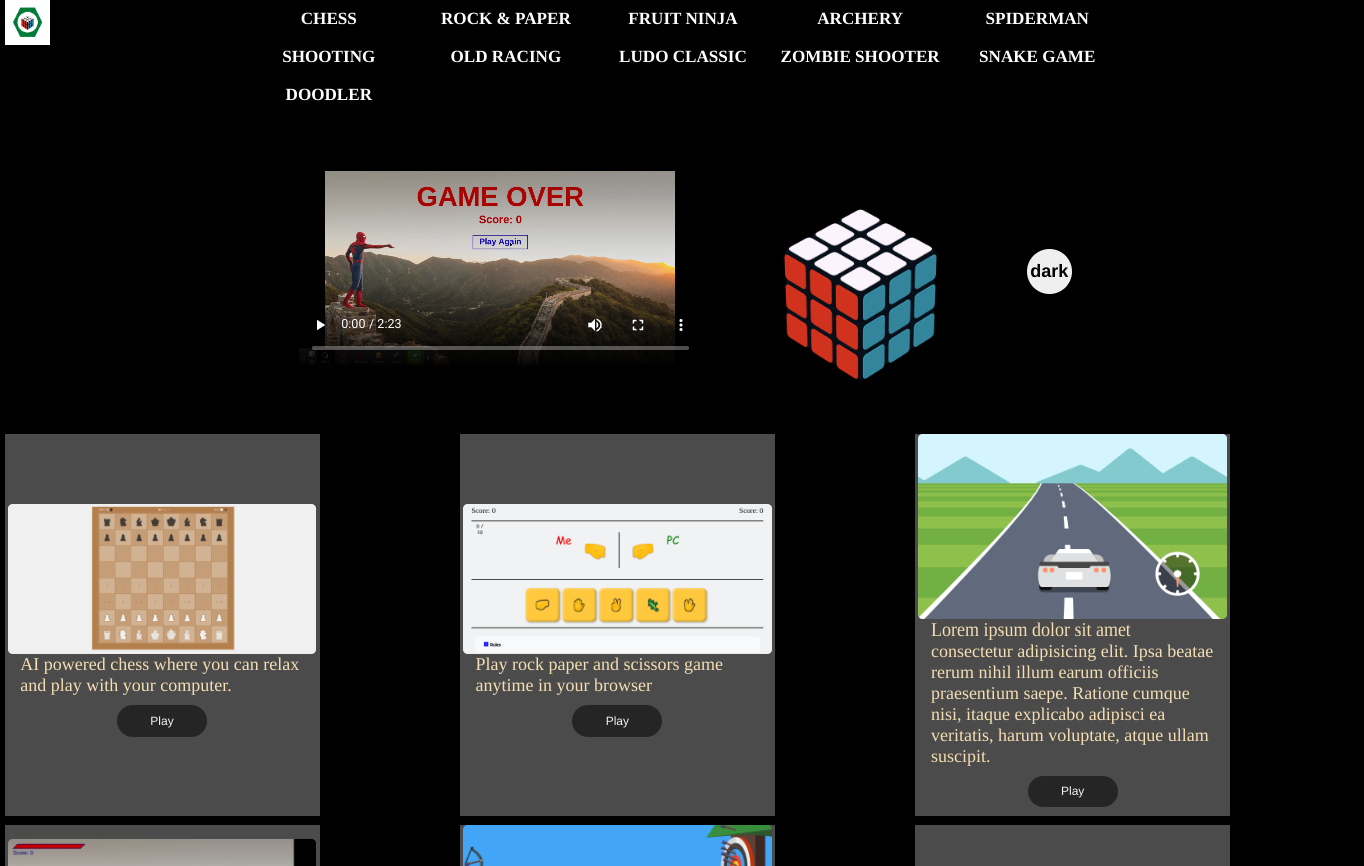 CHESS
ROCK & PAPER
FRUIT NINJA
ARCHERY
SPIDERMAN
SHOOTING
OLD RACING
LUDO CLASSIC
ZOMBIE SHOOTER
SNAKE GAME
DOODLER
GAME OVER
Score: 0
Play Again
0:00 / 2:23
dark
AI powered chess where you can relax
and play with your computer.
Play
Score: 0
Score: 0
0 /
10
Me
PC
Rules
Play rock paper and scissors game
anytime in your browser
Play
Lorem ipsum dolor sit amet
consectetur adipisicing elit. Ipsa beatae
rerum nihil illum earum officiis
praesentium saepe. Ratione cumque
nisi, itaque explicabo adipisci ea
veritatis, harum voluptate, atque ullam
suscipit.
Play
Score: 0